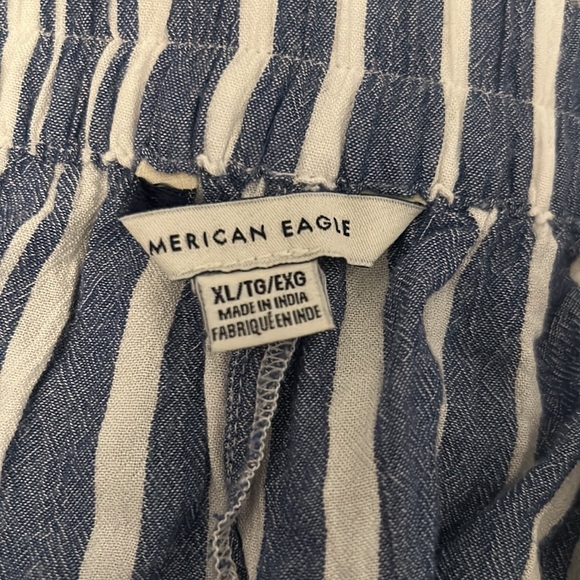 MERICAN EAGLE
XL/TG/EXG
MADE IN INDIA
FABRIQUÉ EN INDE